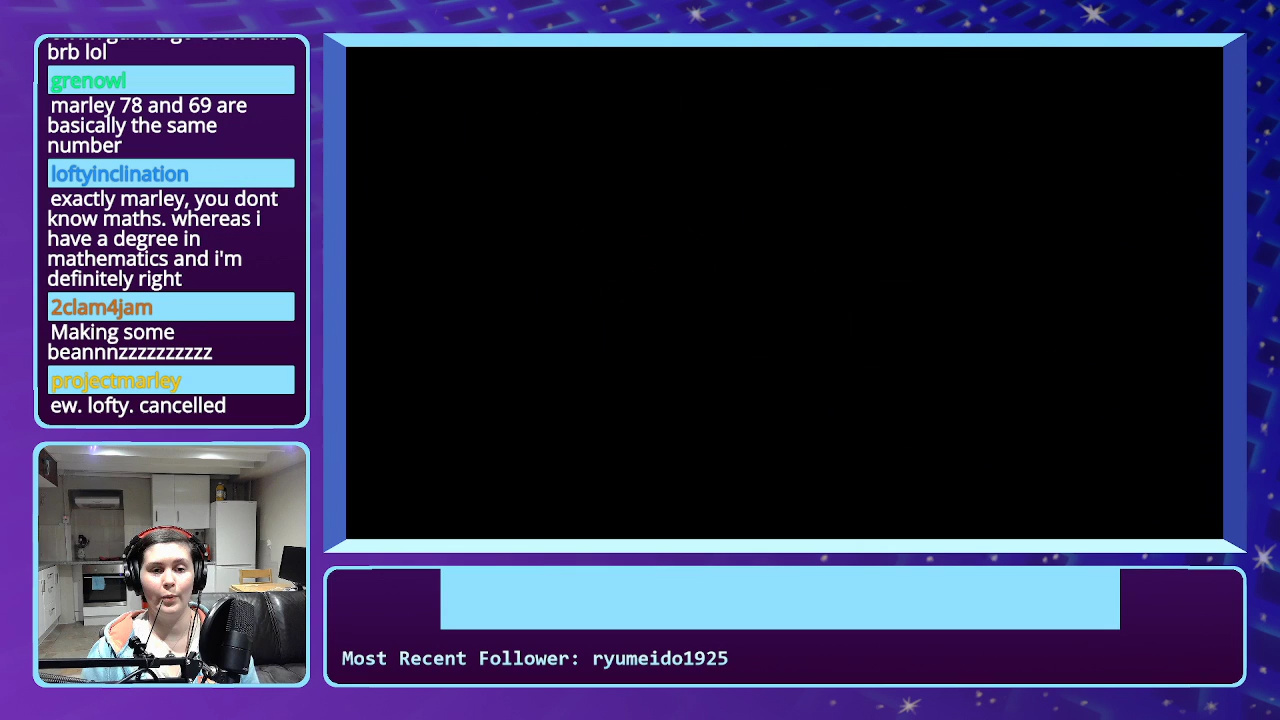 brb lol
grenowl
marley 78 and 69 are
basically the same
number
loftyinclination
exactly marley, you dont
know maths. whereas i
have a degree in
mathematics and i'm
definitely right
2clam4jam
Making some
beannnzzzzzzzzzz
projectmarley
ew. lofty. cancelled
Most Recent Follower: ryumeido1925